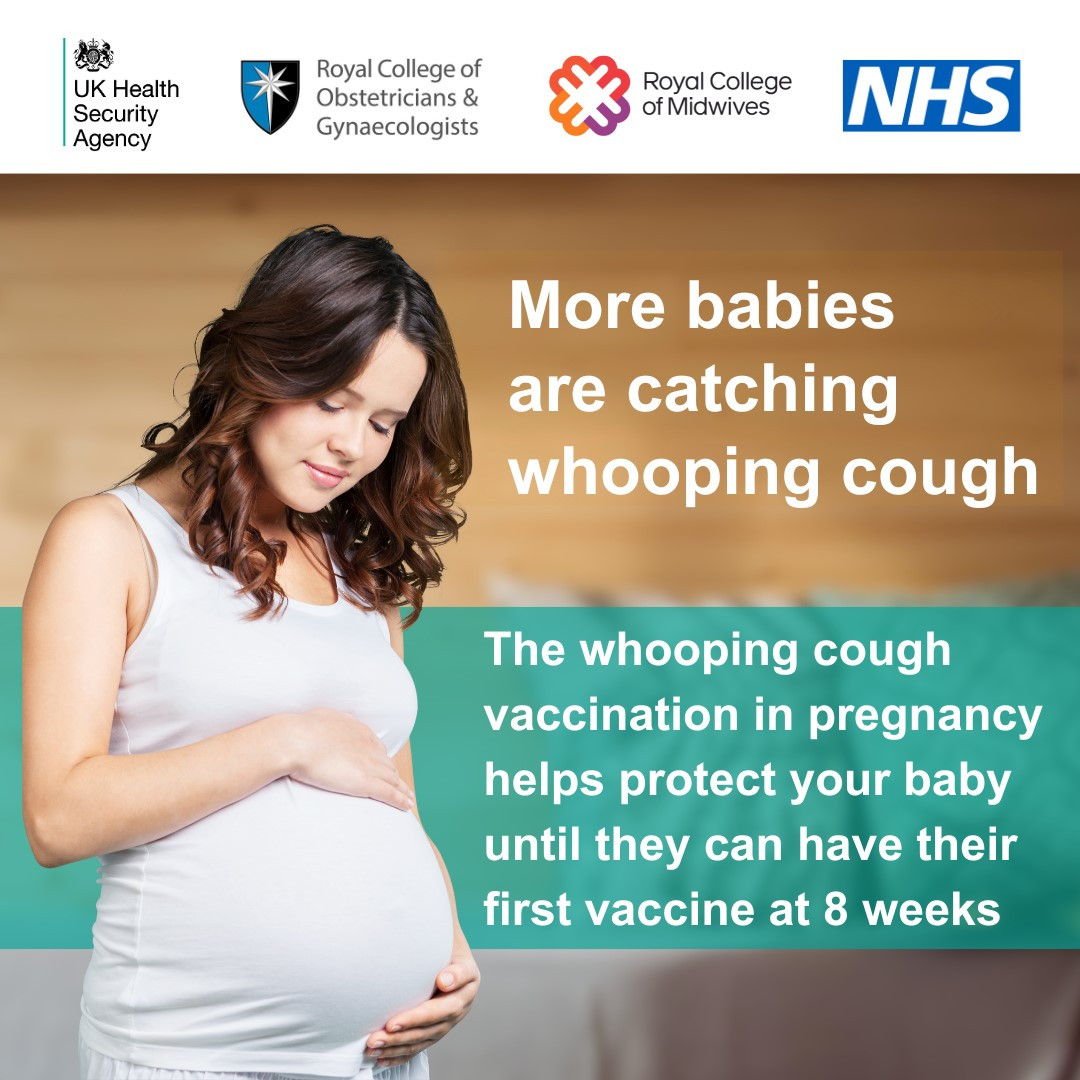 UK Health
Security
Agency
Royal College of
Obstetricians &
Gynaecologists
Royal College
of Midwives
NHS
More babies
are catching
whooping cough
The whooping cough
vaccination in pregnancy
helps protect your baby
until they can have their
first vaccine at 8 weeks